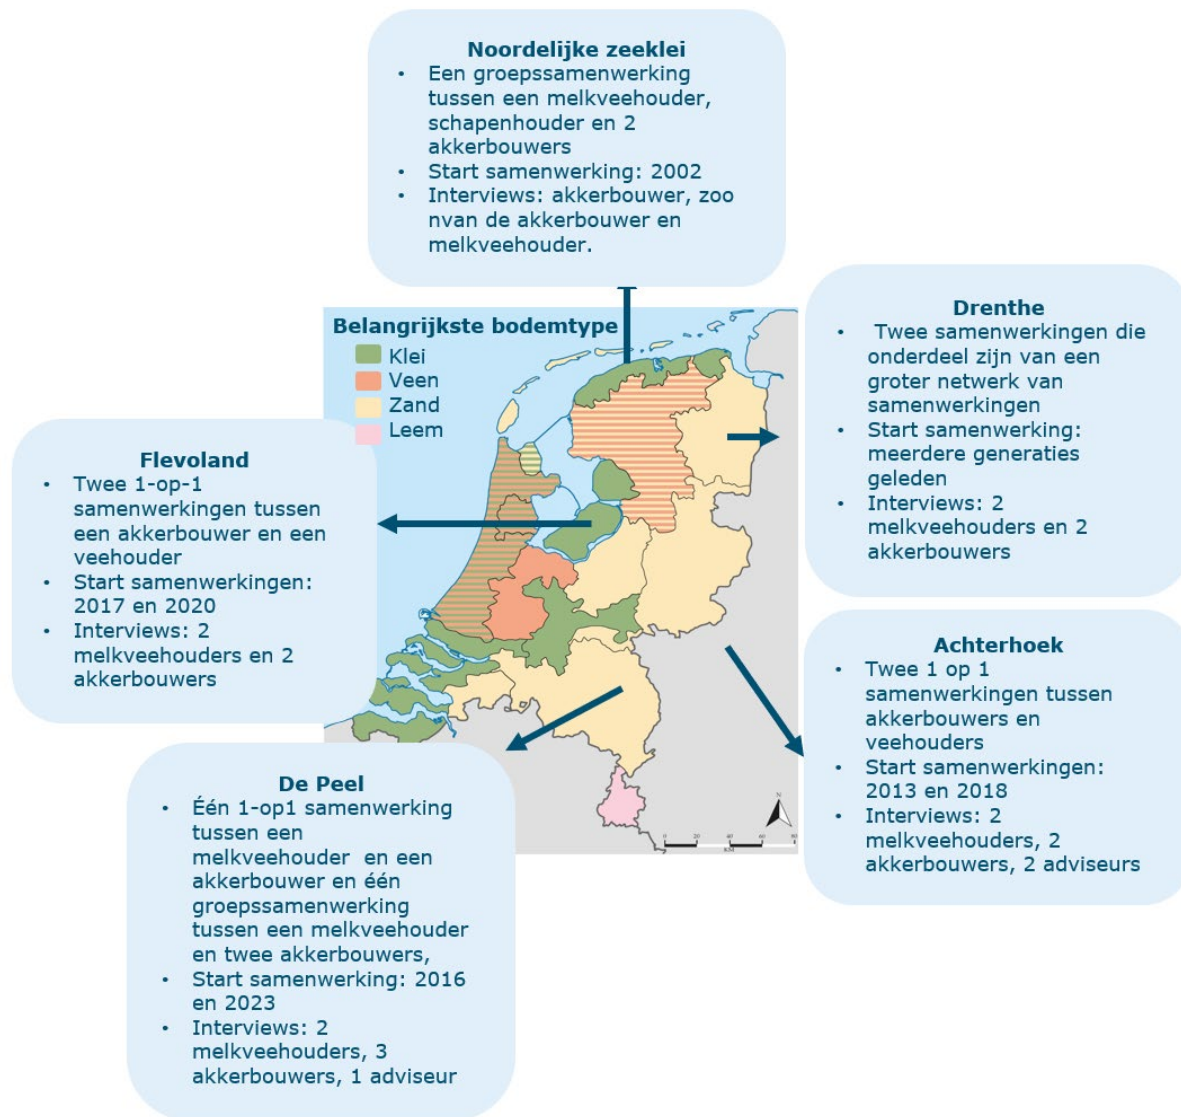 Noordelijke zeeklei
• Een groepssamenwerking
tussen een melkveehouder,
schapenhouder en 2
akkerbouwers
• Start samenwerking: 2002
• Interviews: akkerbouwer, zoo
nvan de akkerbouwer en
melkveehouder.
Belangrijkste bodemtype
Klei
Veen
Zand
Leem
Drenthe
• Twee samenwerkingen die
onderdeel zijn van een
groter netwerk van
samenwerkingen
• Start samenwerking:
meerdere generaties
geleden
• Interviews: 2
melkveehouders en 2
akkerbouwers
Flevoland
• Twee 1-op-1
samenwerkingen tussen
een akkerbouwer en een
veehouder
• Start samenwerkingen:
2017 en 2020
• Interviews: 2
melkveehouders en 2
akkerbouwers
Achterhoek
• Twee 1 op 1
samenwerkingen tussen
akkerbouwers en
veehouders
• Start samenwerkingen:
2013 en 2018
• Interviews: 2
melkveehouders, 2
akkerbouwers, 2 adviseurs
De Peel
• Één 1-op1 samenwerking
tussen een
melkveehouder en een
akkerbouwer en één
groepssamenwerking
tussen een melkveehouder
en twee akkerbouwers,
• Start samenwerking: 2016
en 2023
• Interviews: 2
melkveehouders, 3
akkerbouwers, 1 adviseur
N
0 20 40 60 80
KM